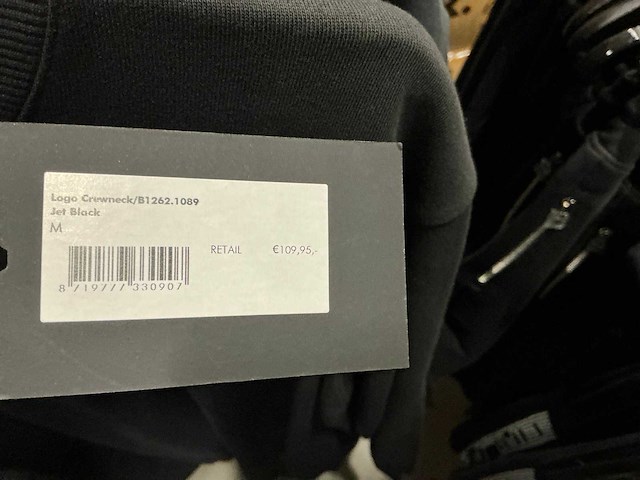 Logo Crewneck/B1262.1089
Jet Black
M
RETAIL €109,95,-
8 719777 330907